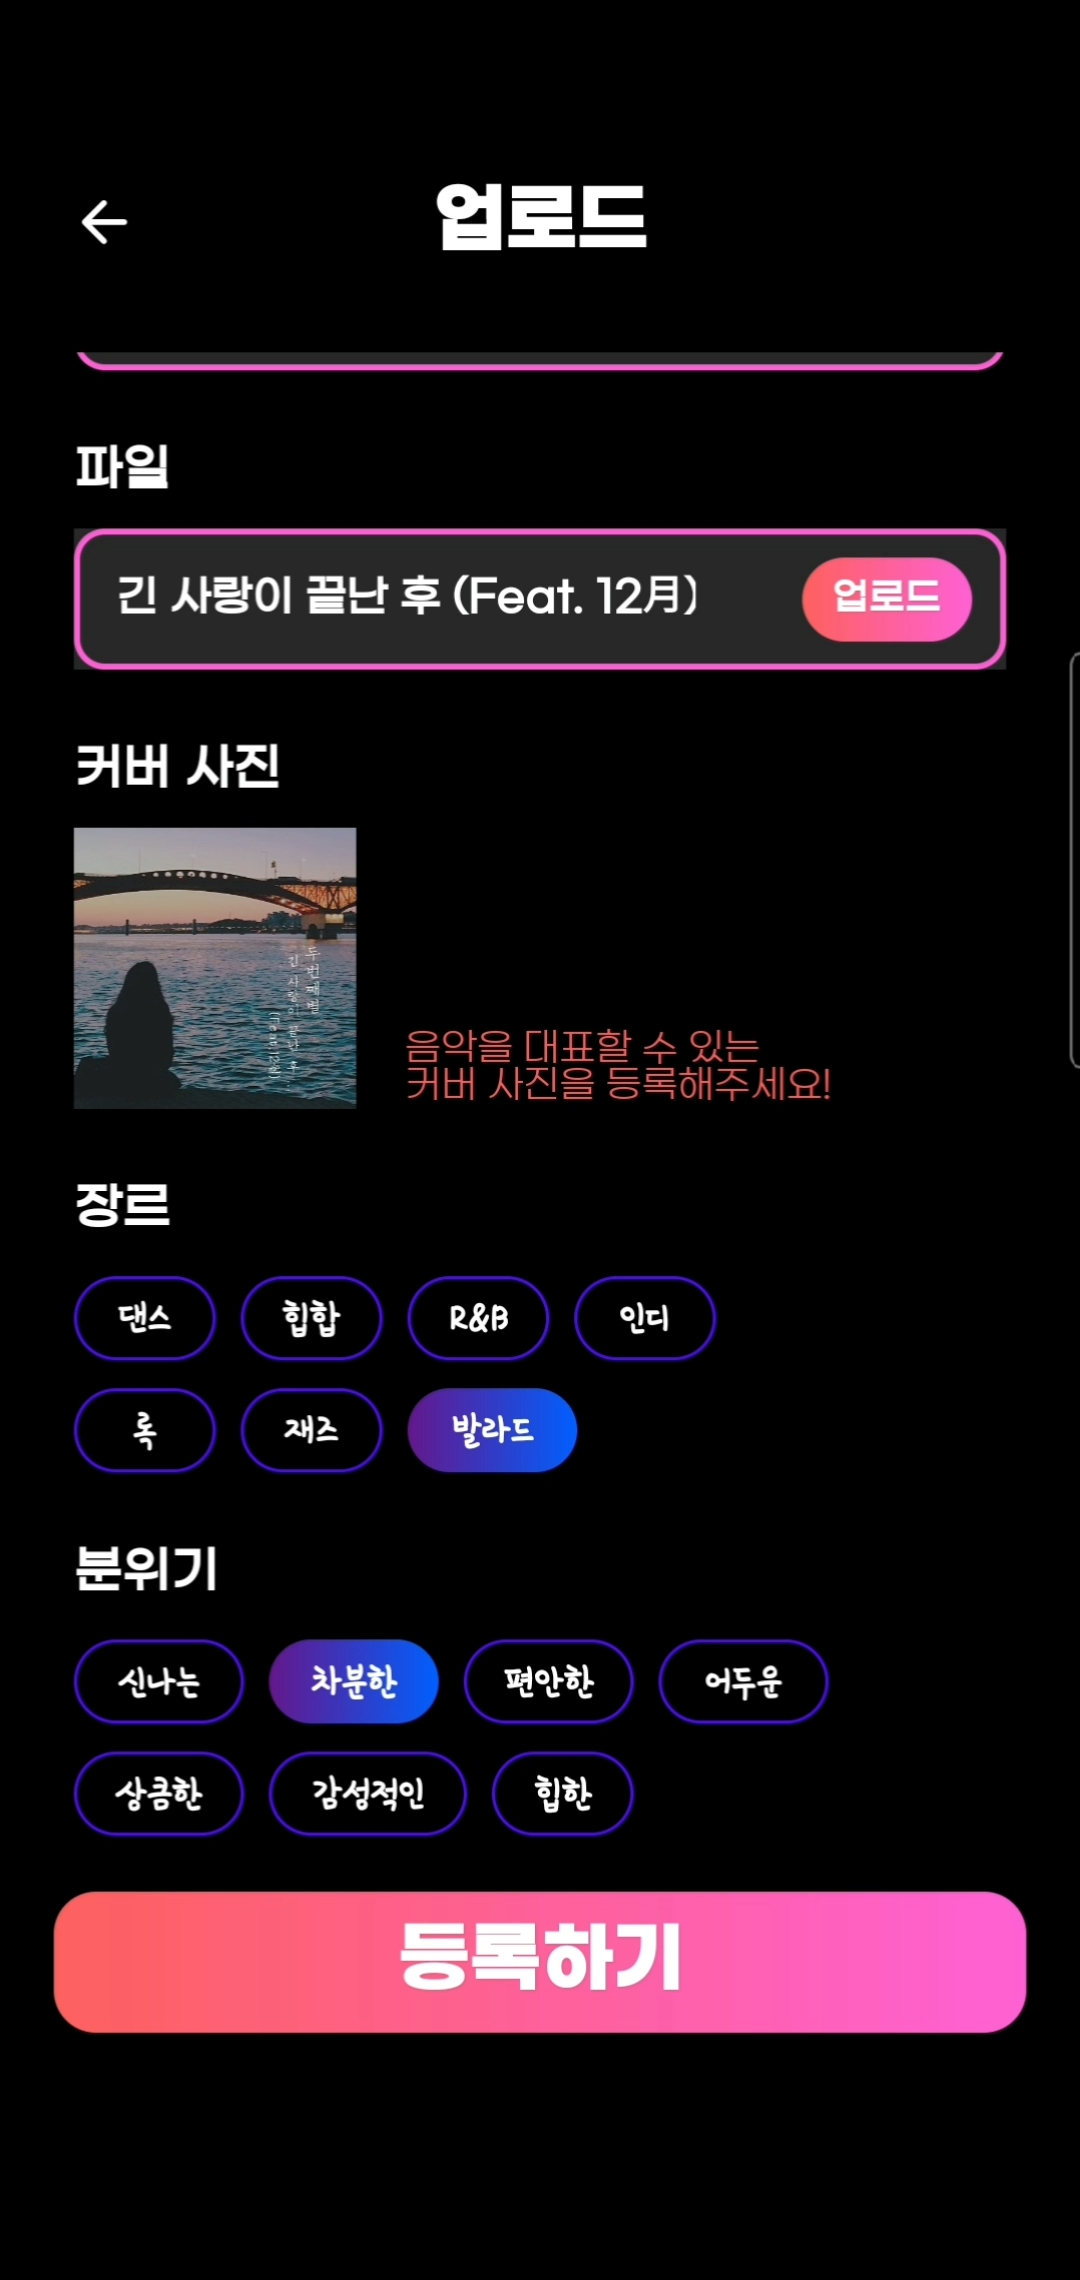 업로드
파일
긴 사랑이 끝난 후 (Feat. 12月)
업로드
커버 사진
두번째별
긴 사랑이 끝난 후
음악을 대표할 수 있는
커버 사진을 등록해주세요!
장르
댄스
힙합
R&B
인디
록
재즈
발라드
분위기
신나는
차분한
편안한
어두운
상큼한
감성적인
힙한
등록하기